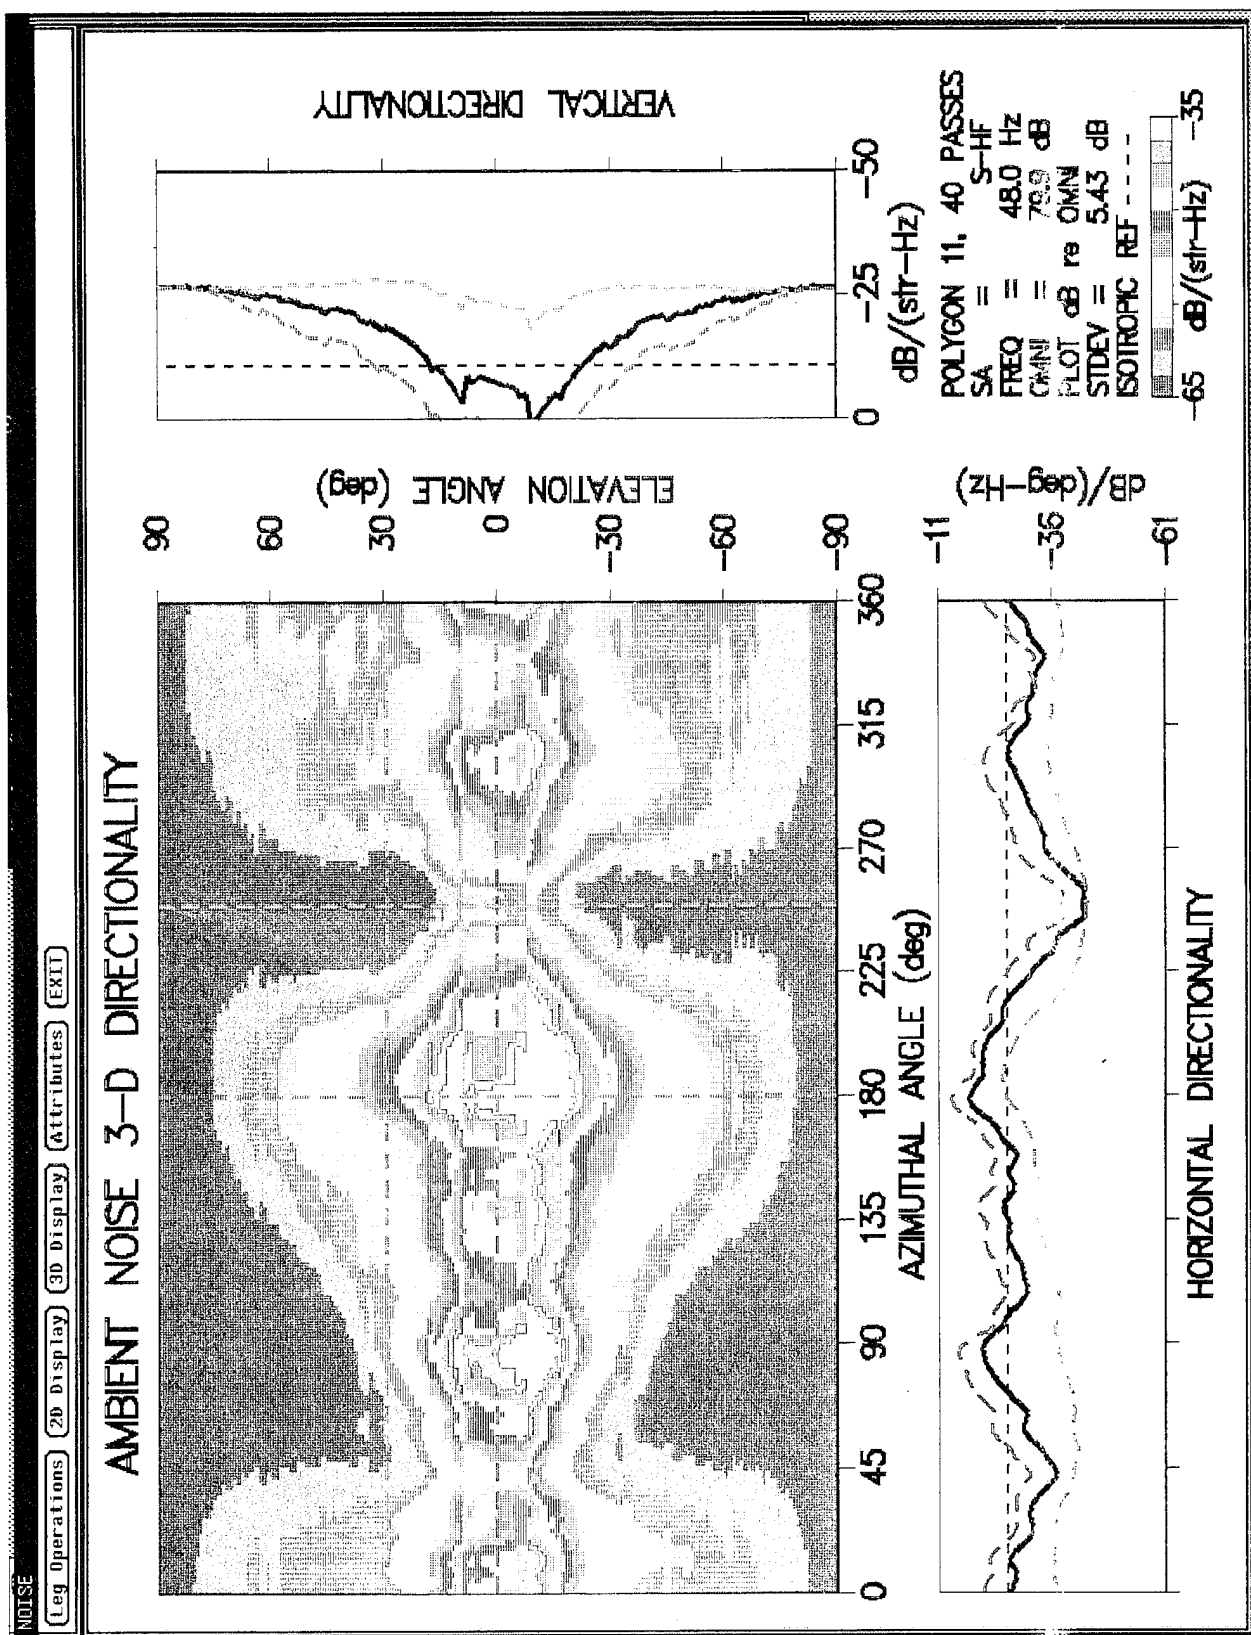 NOISE
Leg Operations 2D Display 3D Display Attributes EXIT
AMBIENT NOISE 3-D DIRECTIONALITY
90
60
30
0
-30
-60
-90
ELEVATION ANGLE (deg)
0 45 90 135 180 225 270 315 360
AZIMUTHAL ANGLE (deg)
VERTICAL DIRECTIONALITY
0 -25 -50
dB/(str-Hz)
-11
-36
-61
dB/(deg-Hz)
HORIZONTAL DIRECTIONALITY
POLYGON 11, 40 PASSES
SA = S-HF
FREQ = 48.0 Hz
OMNI = 79.9 dB
PLOT dB re OMNI
STDEV = 5.43 dB
ISOTROPIC REF ----
-65 dB/(str-Hz) -35